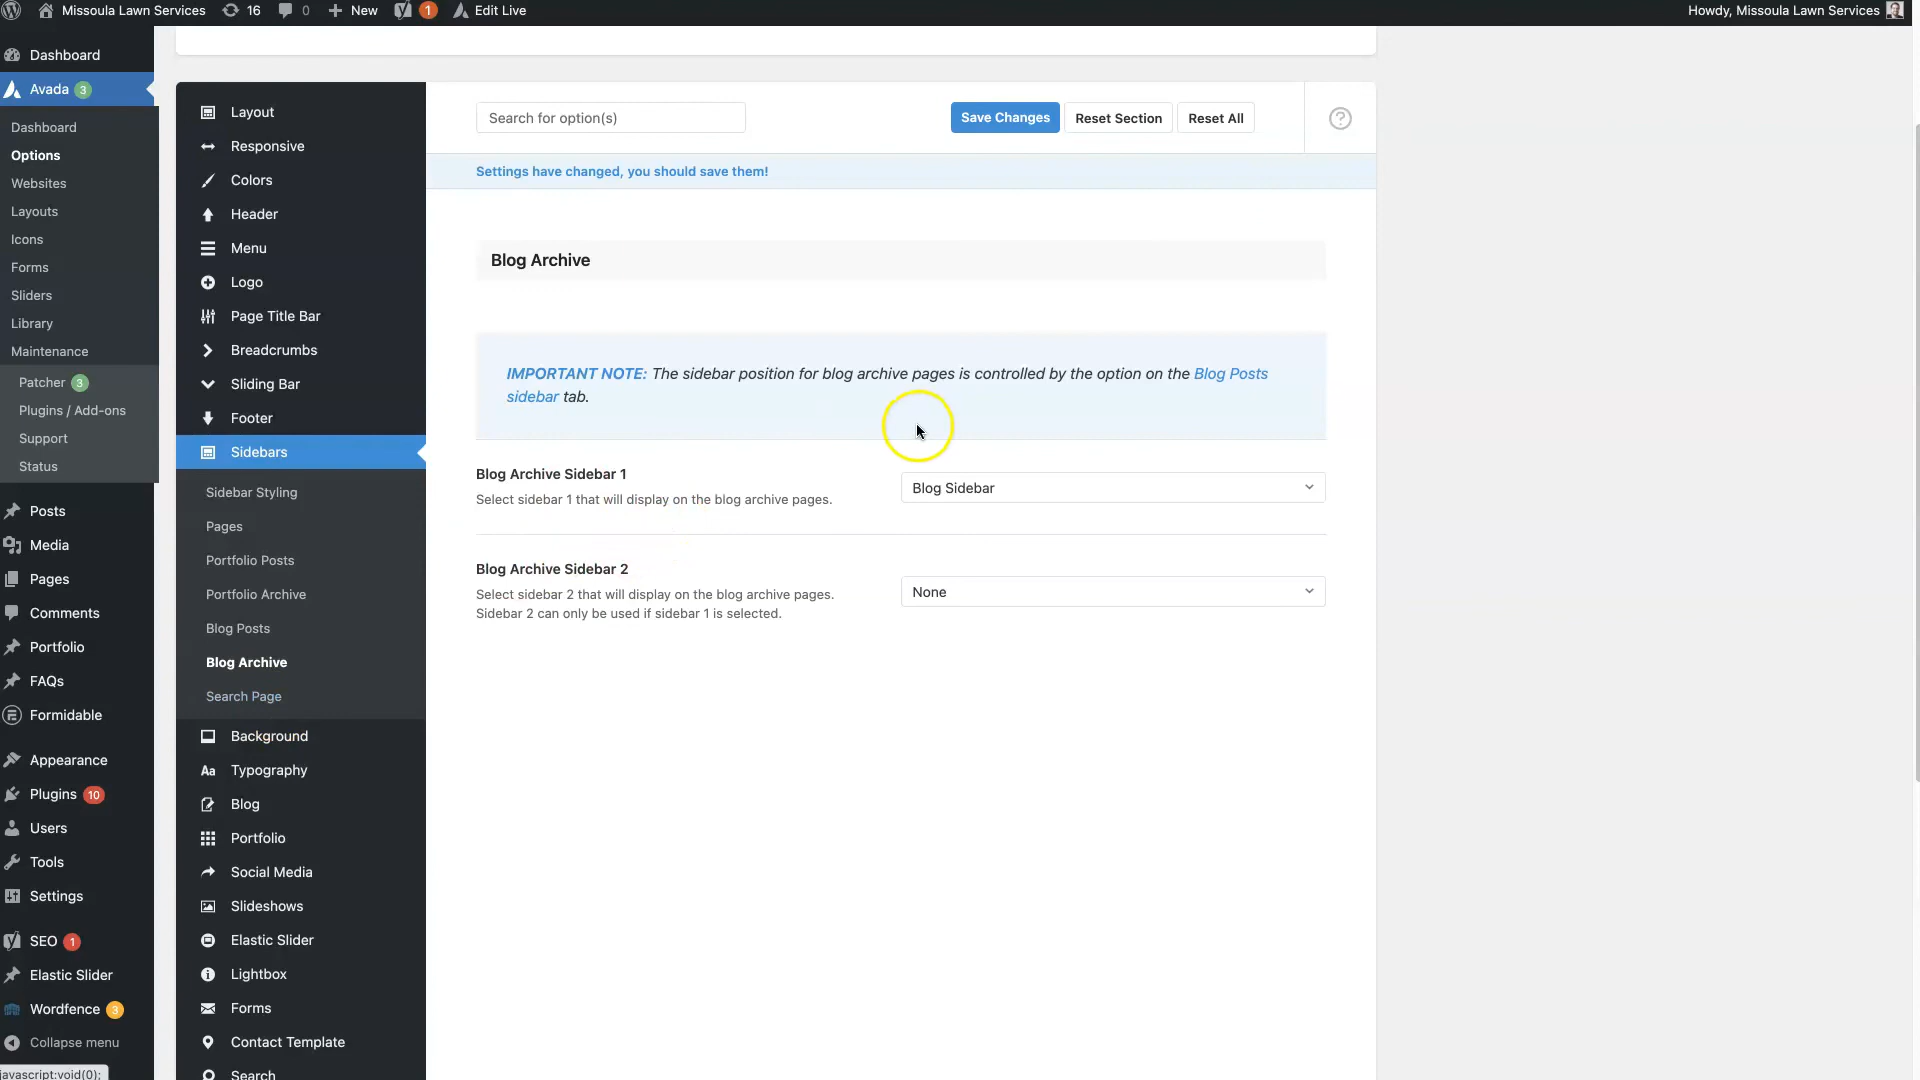 Missoula Lawn Services 16 0 New 1 Edit Live Howdy, Missoula Lawn Services
Dashboard
Avada 3
Dashboard
Options
Websites
Layouts
Icons
Forms
Sliders
Library
Maintenance
Patcher 3
Plugins / Add-ons
Support
Status
Posts
Media
Pages
Comments
Portfolio
FAQs
Formidable
Appearance
Plugins 10
Users
Tools
Settings
SEO 1
Elastic Slider
Wordfence 3
Collapse menu
javascript:void(0);
Layout
Responsive
Colors
Header
Menu
Logo
Page Title Bar
Breadcrumbs
Sliding Bar
Footer
Sidebars
Sidebar Styling
Pages
Portfolio Posts
Portfolio Archive
Blog Posts
Blog Archive
Search Page
Background
Aa Typography
Blog
Portfolio
Social Media
Slideshows
Elastic Slider
Lightbox
Forms
Contact Template
Search
Search for option(s)
Save Changes Reset Section Reset All
Settings have changed, you should save them!
Blog Archive
IMPORTANT NOTE: The sidebar position for blog archive pages is controlled by the option on the Blog Posts
sidebar tab.
Blog Archive Sidebar 1
Select sidebar 1 that will display on the blog archive pages.
Blog Sidebar
Blog Archive Sidebar 2
Select sidebar 2 that will display on the blog archive pages.
Sidebar 2 can only be used if sidebar 1 is selected.
None